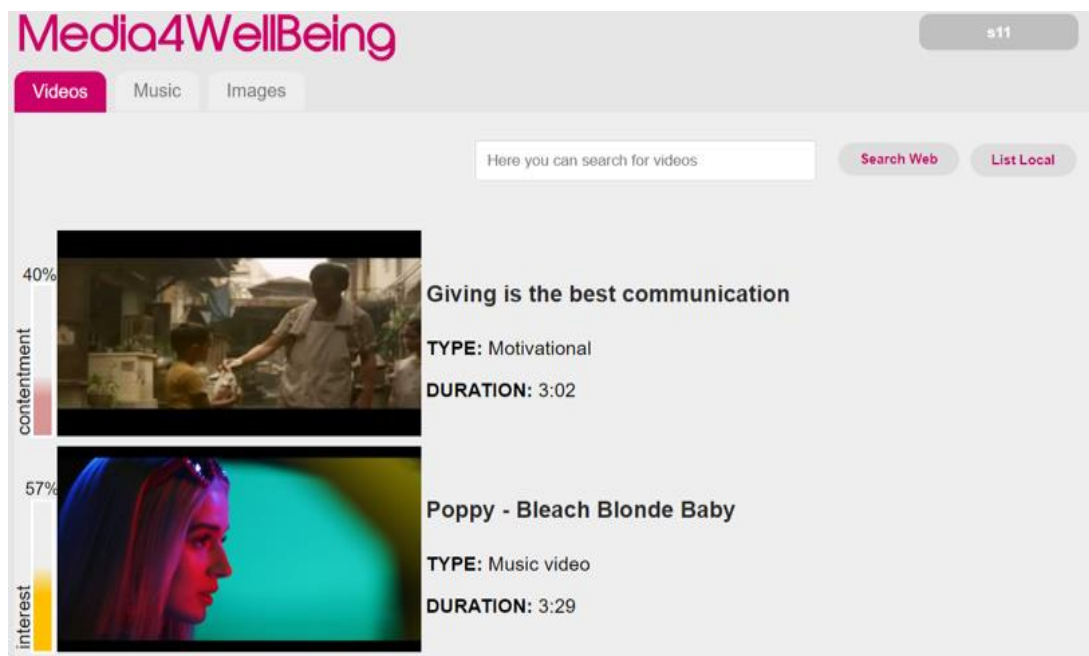 Media4WellBeing
s11
Videos Music Images
Here you can search for videos Search Web List Local
40%
contentment
Giving is the best communication
TYPE: Motivational
DURATION: 3:02
57%
interest
Poppy - Bleach Blonde Baby
TYPE: Music video
DURATION: 3:29